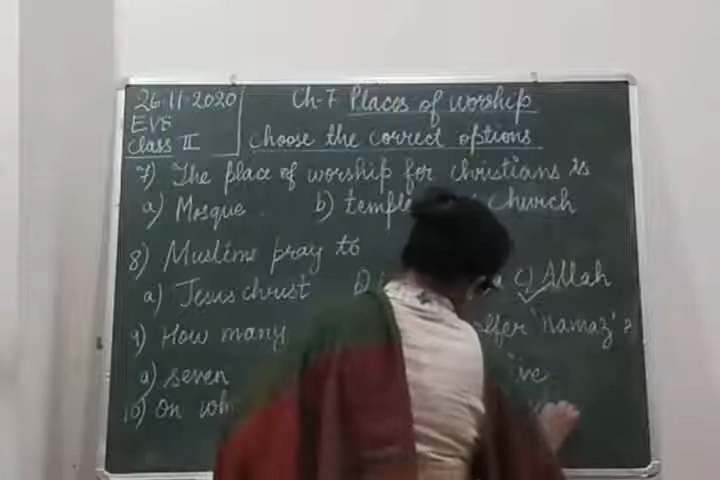 26.11.2020
EVS
Class II
Ch-7 Places of worship
Choose the correct options
7) The place of worship for christians is
a) Mosque b) temple Church
8) Muslims pray to
a) Jesus christ c) Allah
9) How many offer 'namaz'?
a) seven
10) On